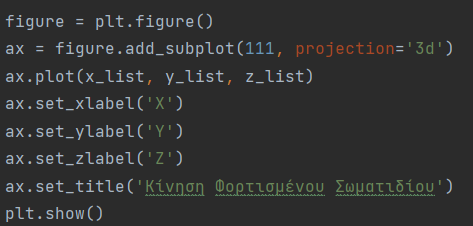 figure = plt.figure()
ax = figure.add_subplot(111, projection='3d')
ax.plot(x_list, y_list, z_list)
ax.set_xlabel('X')
ax.set_ylabel('Y')
ax.set_zlabel('Z')
ax.set_title('Κίνηση Φορτισμένου Σωματιδίου')
plt.show()